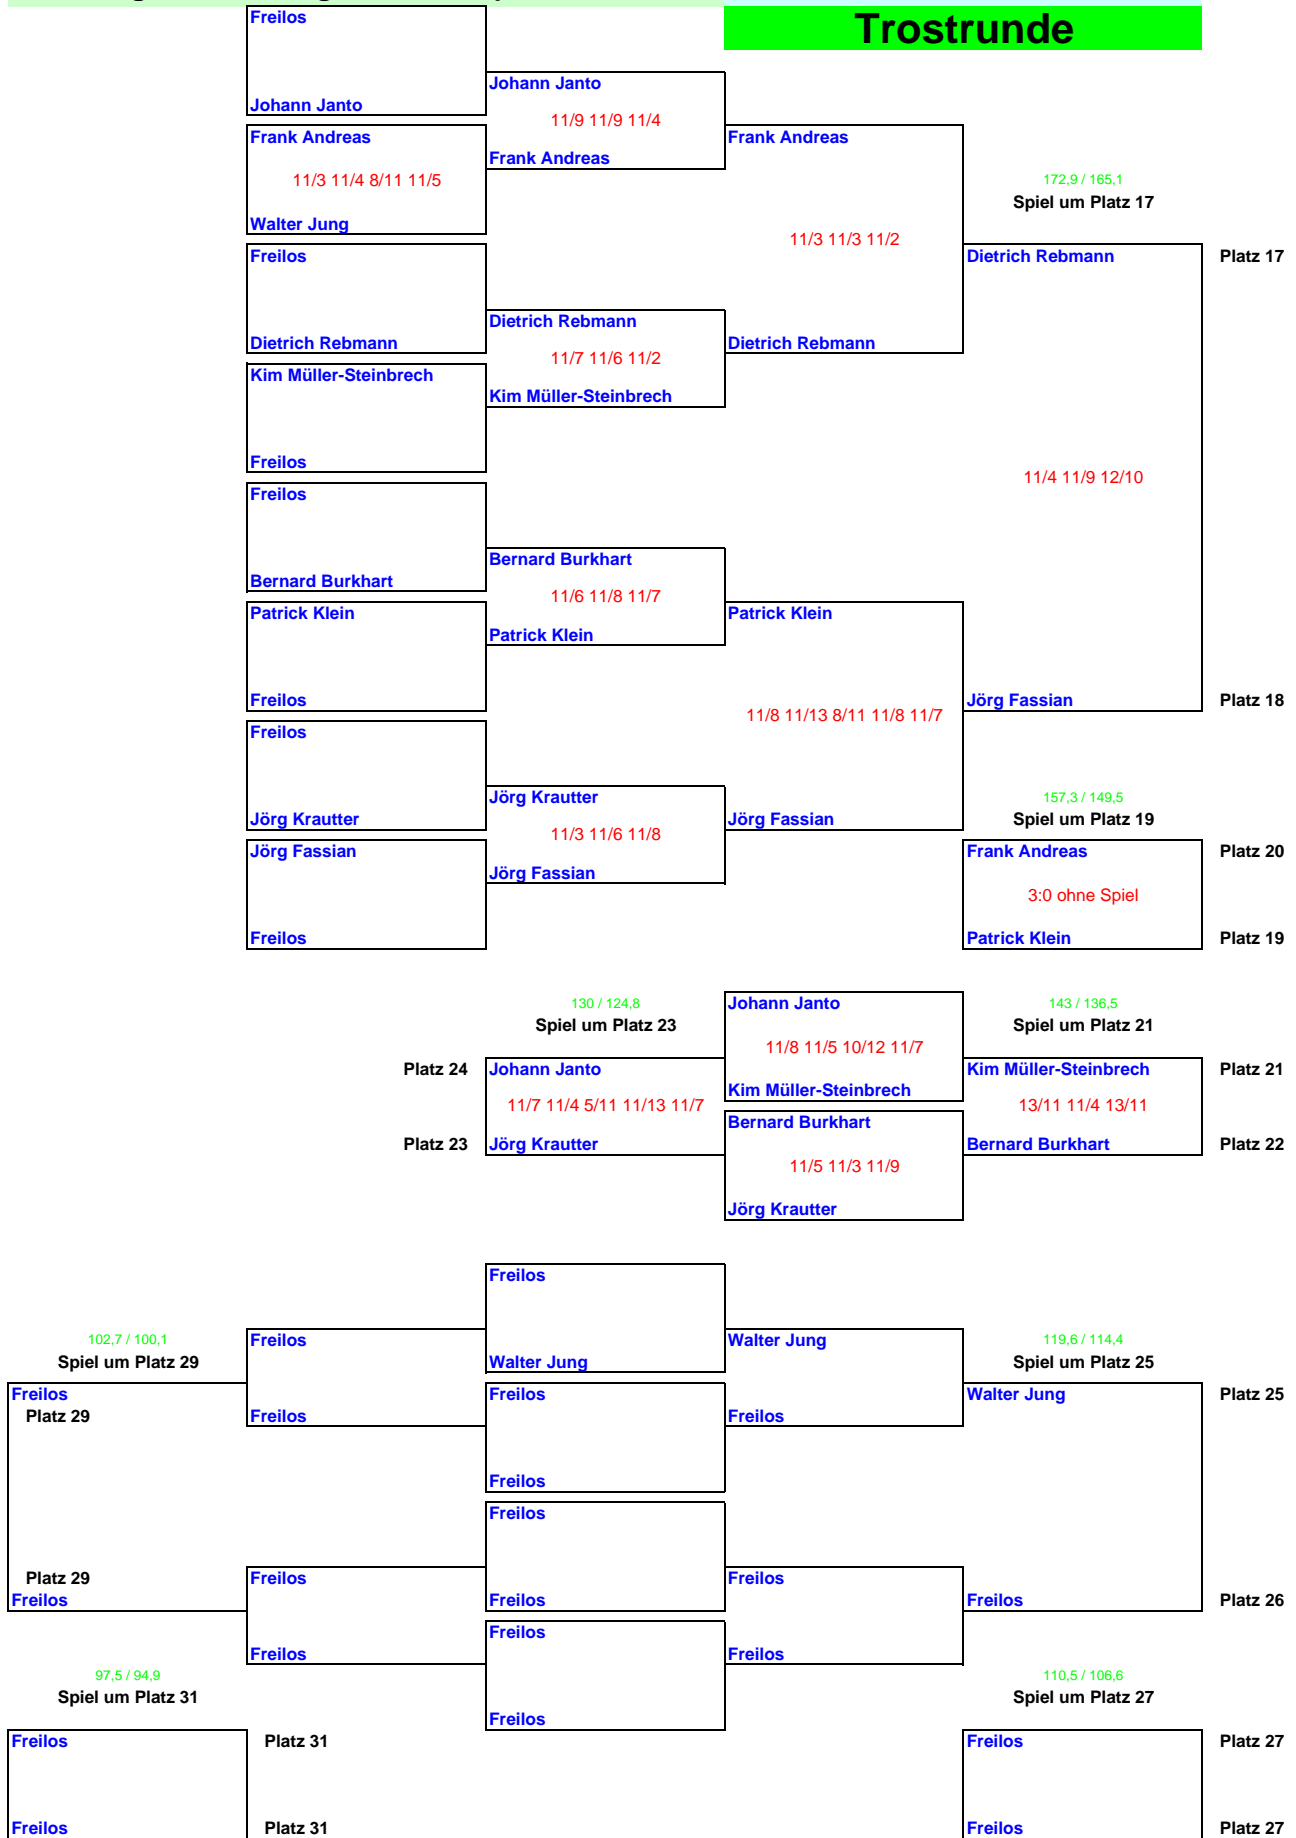 Freilos
Trostrunde
Johann Janto
Johann Janto
11/9 11/9 11/4
Frank Andreas
Frank Andreas
Frank Andreas
11/3 11/4 8/11 11/5
172,9 / 165,1
Spiel um Platz 17
Walter Jung
11/3 11/3 11/2
Freilos
Dietrich Rebmann
Platz 17
Dietrich Rebmann
Dietrich Rebmann
Dietrich Rebmann
11/7 11/6 11/2
Kim Müller-Steinbrech
Kim Müller-Steinbrech
Freilos
11/4 11/9 12/10
Freilos
Bernard Burkhart
Bernard Burkhart
11/6 11/8 11/7
Patrick Klein
Patrick Klein
Patrick Klein
Freilos
Jörg Fassian
Platz 18
11/8 11/13 8/11 11/8 11/7
Freilos
Jörg Krautter
157,3 / 149,5
Jörg Krautter
Jörg Fassian
Spiel um Platz 19
11/3 11/6 11/8
Jörg Fassian
Frank Andreas
Platz 20
Jörg Fassian
3:0 ohne Spiel
Freilos
Patrick Klein
Platz 19
130 / 124,8
Johann Janto
143 / 136,5
Spiel um Platz 23
Spiel um Platz 21
11/8 11/5 10/12 11/7
Platz 24
Johann Janto
Kim Müller-Steinbrech
Platz 21
Kim Müller-Steinbrech
11/7 11/4 5/11 11/13 11/7
13/11 11/4 13/11
Bernard Burkhart
Platz 23
Jörg Krautter
Bernard Burkhart
Platz 22
11/5 11/3 11/9
Jörg Krautter
Freilos
102,7 / 100,1
Freilos
Walter Jung
119,6 / 114,4
Spiel um Platz 29
Walter Jung
Spiel um Platz 25
Freilos
Freilos
Walter Jung
Platz 25
Platz 29
Freilos
Freilos
Freilos
Freilos
Platz 29
Freilos
Freilos
Freilos
Freilos
Freilos
Platz 26
Freilos
Freilos
Freilos
97,5 / 94,9
110,5 / 106,6
Spiel um Platz 31
Spiel um Platz 27
Freilos
Freilos
Platz 31
Freilos
Platz 27
Freilos
Platz 31
Freilos
Platz 27